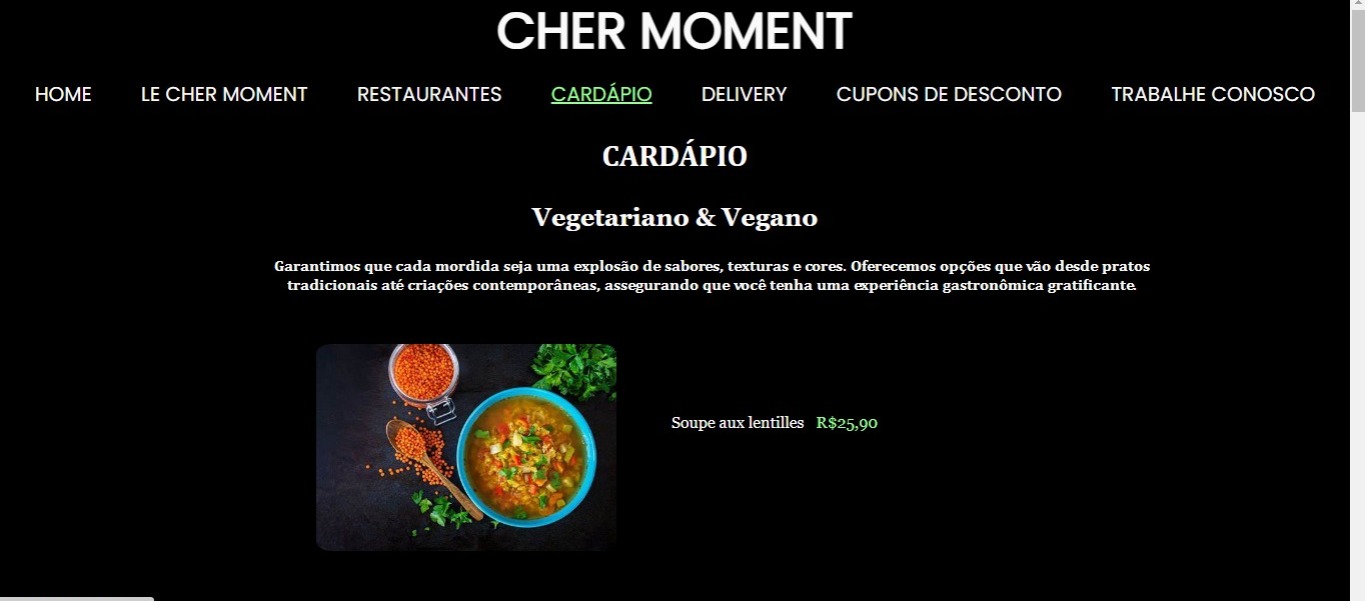 CHER MOMENT
HOME LE CHER MOMENT RESTAURANTES CARDÁPIO DELIVERY CUPONS DE DESCONTO TRABALHE CONOSCO
CARDÁPIO
Vegetariano & Vegano
Garantimos que cada mordida seja uma explosão de sabores, texturas e cores. Oferecemos opções que vão desde pratos
tradicionais até criações contemporâneas, assegurando que você tenha uma experiência gastronômica gratificante.
Soupe aux lentilles R$25,90